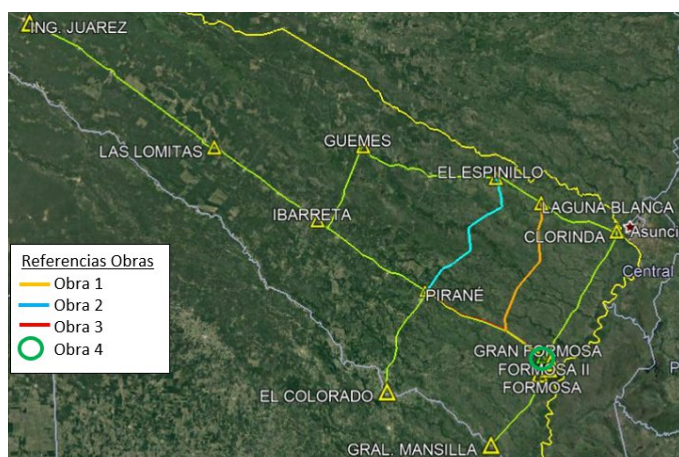 ING. JUAREZ
GUEMES
LAS LOMITAS
EL ESPINILLO
LAGUNA BLANCA
IBARRETA
CLORINDA
Asunci
Central
Referencias Obras
Obra 1
Obra 2
Obra 3
Obra 4
PIRANÉ
GRAN FORMOSA
FORMOSA II
FORMOSA
EL COLORADO
GRAL. MANSILLA
P